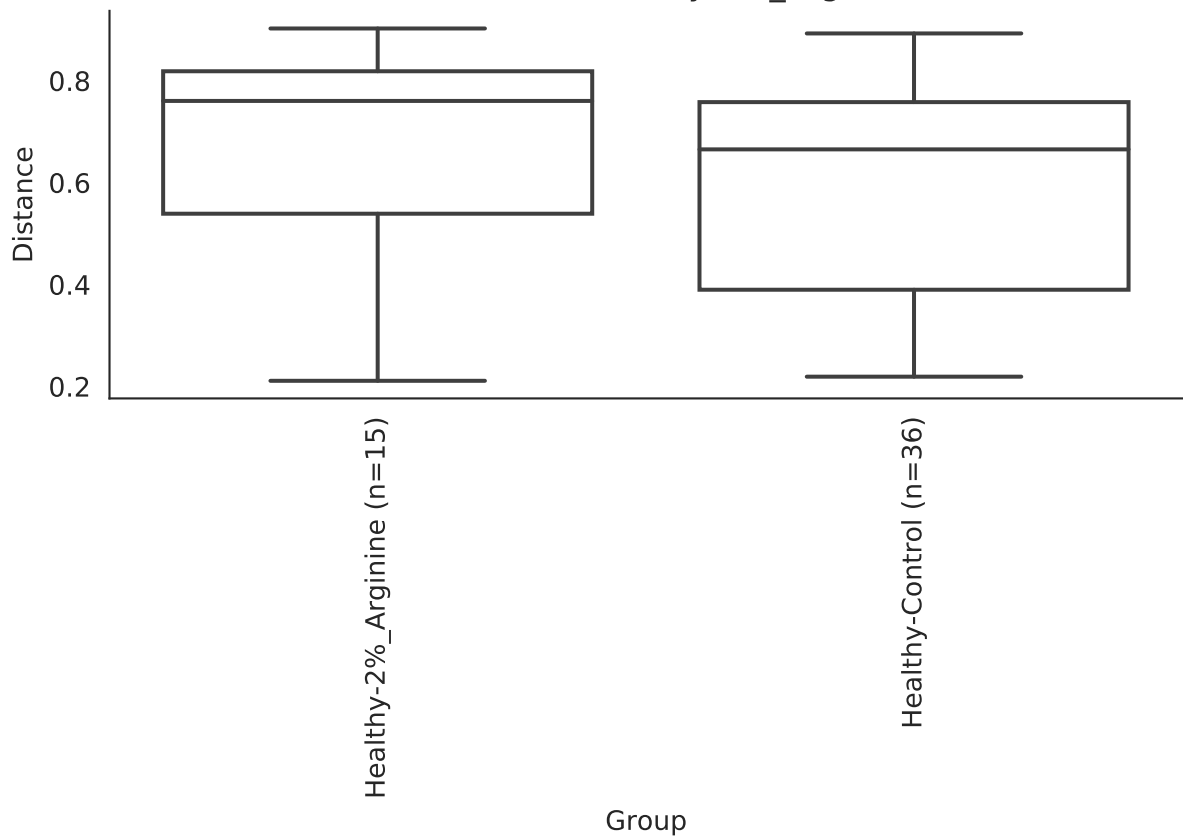 0.8
0.6
0.4
0.2
Distance
Healthy-2%_Arginine (n=15)
Healthy-Control (n=36)
Group